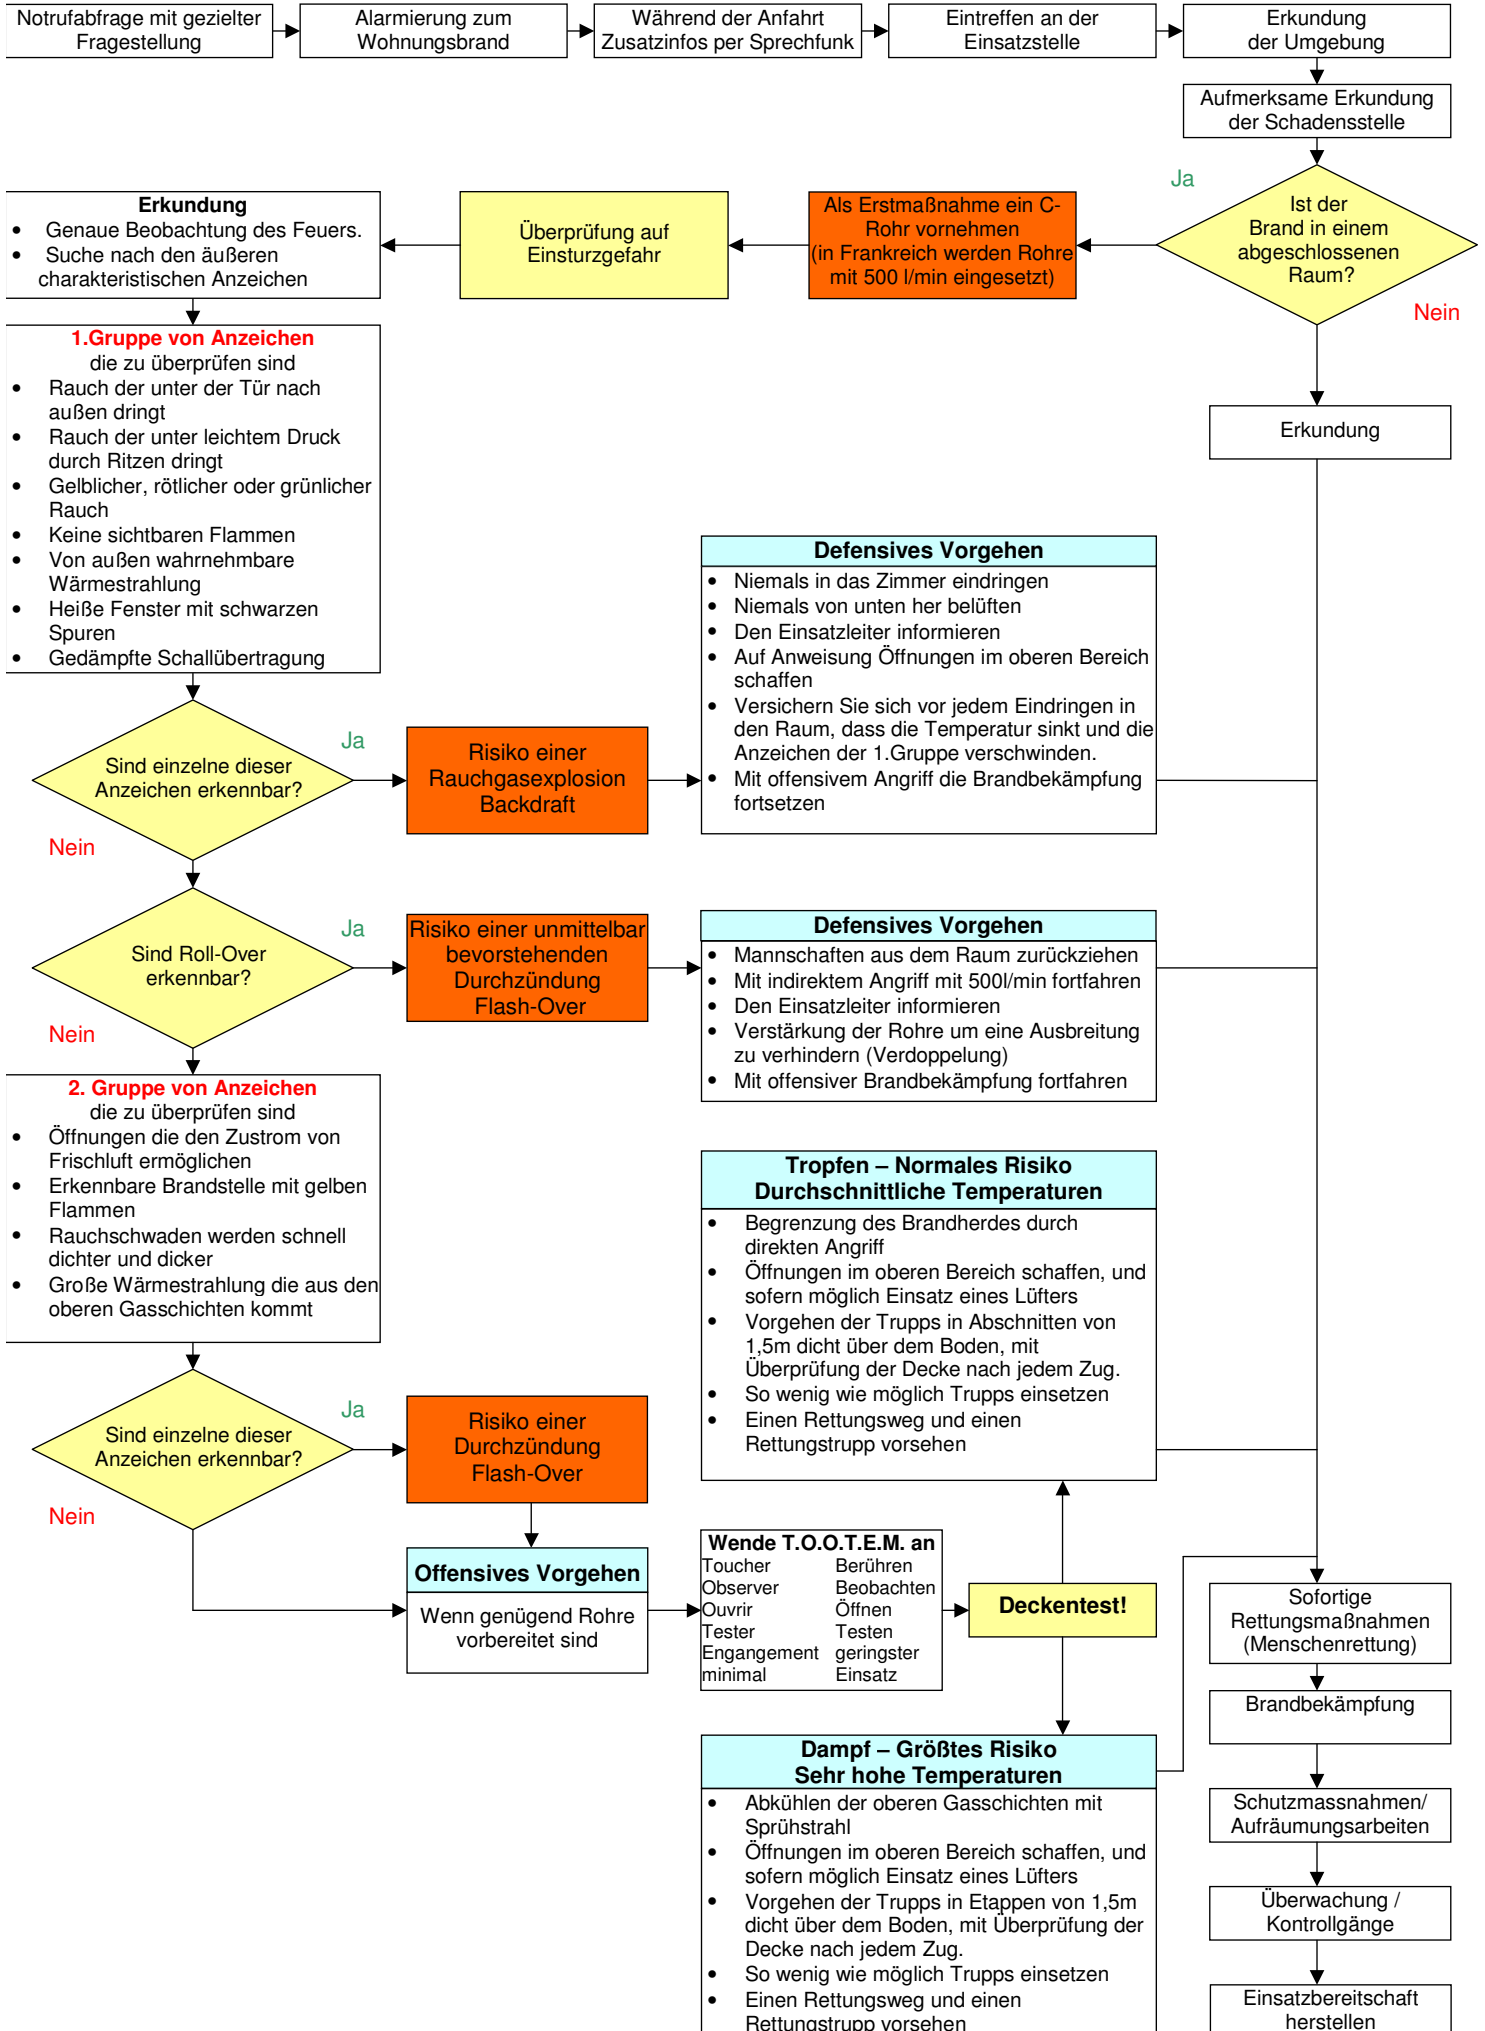 Notrufabfrage mit gezielter
Fragestellung
Alarmierung zum
Wohnungsbrand
Während der Anfahrt
Zusatzinfos per Sprechfunk
Eintreffen an der
Einsatzstelle
Erkundung
der Umgebung
Aufmerksame Erkundung
der Schadensstelle
Ja
Ist der
Brand in einem
abgeschlossenen
Raum?
Nein
Als Erstmaßnahme ein C-
Rohr vornehmen
(in Frankreich werden Rohre
mit 500 l/min eingesetzt)
Überprüfung auf
Einsturzgefahr
Erkundung
• Genaue Beobachtung des Feuers.
• Suche nach den äußeren
charakteristischen Anzeichen
1.Gruppe von Anzeichen
die zu überprüfen sind
• Rauch der unter der Tür nach
außen dringt
• Rauch der unter leichtem Druck
durch Ritzen dringt
• Gelblicher, rötlicher oder grünlicher
Rauch
• Keine sichtbaren Flammen
• Von außen wahrnehmbare
Wärmestrahlung
• Heiße Fenster mit schwarzen
Spuren
• Gedämpfte Schallübertragung
Erkundung
Sind einzelne dieser
Anzeichen erkennbar?
Ja
Nein
Risiko einer
Rauchgasexplosion
Backdraft
Defensives Vorgehen
• Niemals in das Zimmer eindringen
• Niemals von unten her belüften
• Den Einsatzleiter informieren
• Auf Anweisung Öffnungen im oberen Bereich
schaffen
• Versichern Sie sich vor jedem Eindringen in
den Raum, dass die Temperatur sinkt und die
Anzeichen der 1.Gruppe verschwinden.
• Mit offensivem Angriff die Brandbekämpfung
fortsetzen
Sind Roll-Over
erkennbar?
Ja
Nein
Risiko einer unmittelbar
bevorstehenden
Durchzündung
Flash-Over
Defensives Vorgehen
• Mannschaften aus dem Raum zurückziehen
• Mit indirektem Angriff mit 500l/min fortfahren
• Den Einsatzleiter informieren
• Verstärkung der Rohre um eine Ausbreitung
zu verhindern (Verdoppelung)
• Mit offensiver Brandbekämpfung fortfahren
2. Gruppe von Anzeichen
die zu überprüfen sind
• Öffnungen die den Zustrom von
Frischluft ermöglichen
• Erkennbare Brandstelle mit gelben
Flammen
• Rauchschwaden werden schnell
dichter und dicker
• Große Wärmestrahlung die aus den
oberen Gasschichten kommt
Sind einzelne dieser
Anzeichen erkennbar?
Ja
Nein
Risiko einer
Durchzündung
Flash-Over
Offensives Vorgehen
Wenn genügend Rohre
vorbereitet sind
Wende T.O.O.T.E.M. an
Toucher Berühren
Observer Beobachten
Ouvrir Öffnen
Tester Testen
Engangement geringster
minimal Einsatz
Deckentest!
Tropfen – Normales Risiko
Durchschnittliche Temperaturen
• Begrenzung des Brandherdes durch
direkten Angriff
• Öffnungen im oberen Bereich schaffen, und
sofern möglich Einsatz eines Lüfters
• Vorgehen der Trupps in Abschnitten von
1,5m dicht über dem Boden, mit
Überprüfung der Decke nach jedem Zug.
• So wenig wie möglich Trupps einsetzen
• Einen Rettungsweg und einen
Rettungstrupp vorsehen
Dampf – Größtes Risiko
Sehr hohe Temperaturen
• Abkühlen der oberen Gasschichten mit
Sprühstrahl
• Öffnungen im oberen Bereich schaffen, und
sofern möglich Einsatz eines Lüfters
• Vorgehen der Trupps in Etappen von 1,5m
dicht über dem Boden, mit Überprüfung der
Decke nach jedem Zug.
• So wenig wie möglich Trupps einsetzen
• Einen Rettungsweg und einen
Rettungstrupp vorsehen
Sofortige
Rettungsmaßnahmen
(Menschenrettung)
Brandbekämpfung
Schutzmassnahmen/
Aufräumungsarbeiten
Überwachung /
Kontrollgänge
Einsatzbereitschaft
herstellen